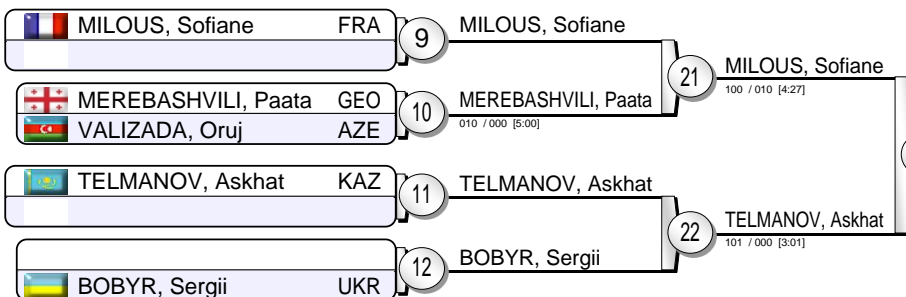 MILOUS, Sofiane FRA
9
MILOUS, Sofiane
21
MILOUS, Sofiane
100 / 010 [4:27]
MEREBASHVILI, Paata GEO
VALIZADA, Oruj AZE
10
MEREBASHVILI, Paata
010 / 000 [5:00]
TELMANOV, Askhat KAZ
11
TELMANOV, Askhat
22
TELMANOV, Askhat
101 / 000 [3:01]
BOBYR, Sergii UKR
12
BOBYR, Sergii